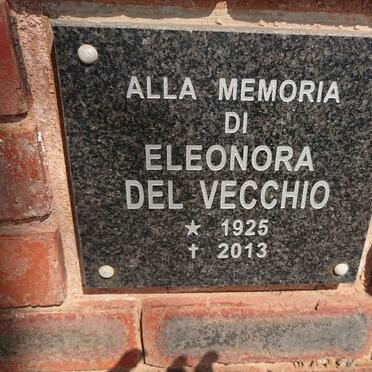 ALLA MEMORIA
DI
ELEONORA
DEL VECCHIO
★ 1925
✝ 2013